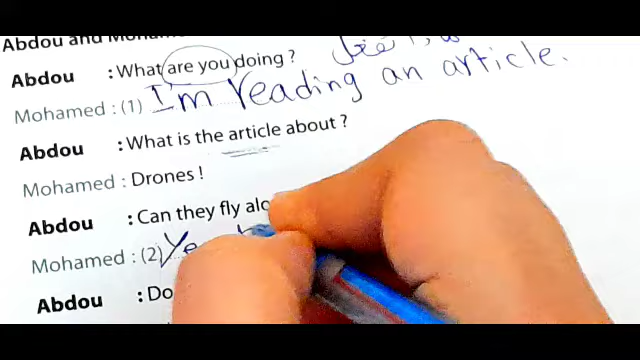 Abdou and Moham
Abdou : What are you doing ?
Mohamed : (1) I'm reading an article.
Abdou : What is the article about ?
Mohamed : Drones !
Abdou : Can they fly alo
Mohamed : (2) Ye
Abdou : Do